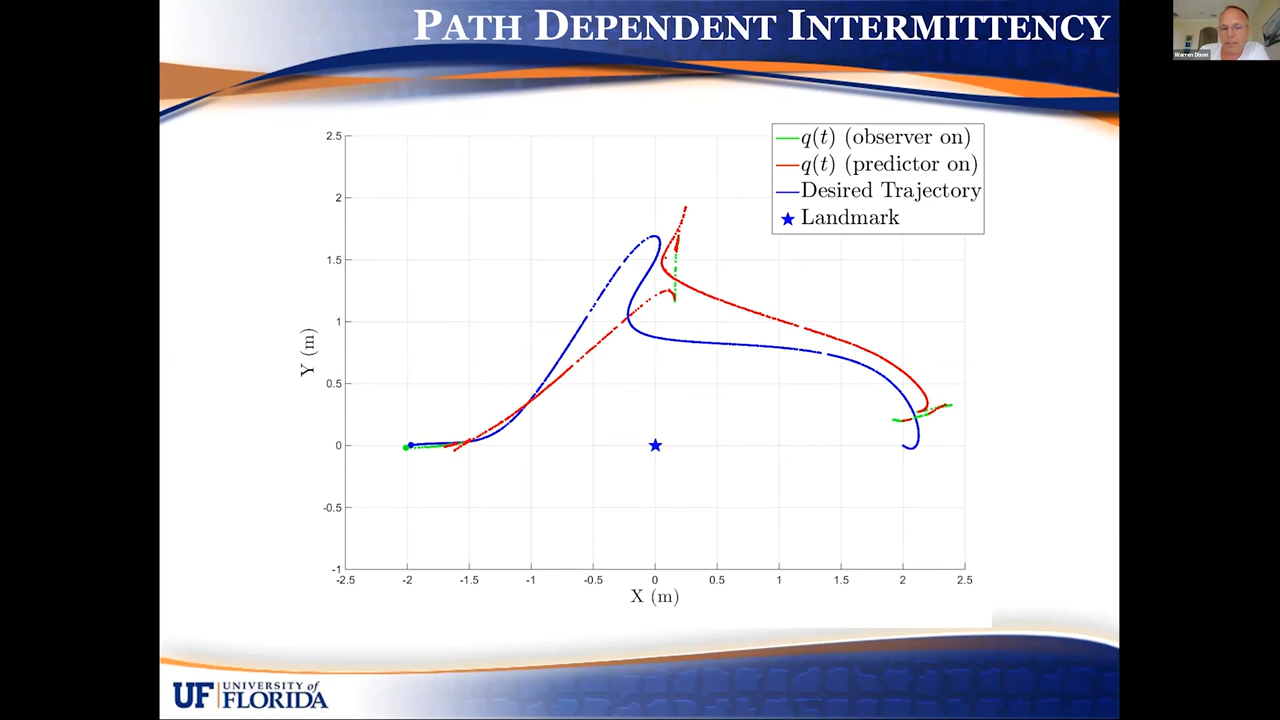 PATH DEPENDENT INTERMITTENCY
Warren Dixon
q(t) (observer on)
q(t) (predictor on)
Desired Trajectory
Landmark
2.5
2
1.5
1
0.5
0
-0.5
-1
Y (m)
-2.5 -2 -1.5 -1 -0.5 0 0.5 1 1.5 2 2.5
X (m)
UF UNIVERSITY of
FLORIDA